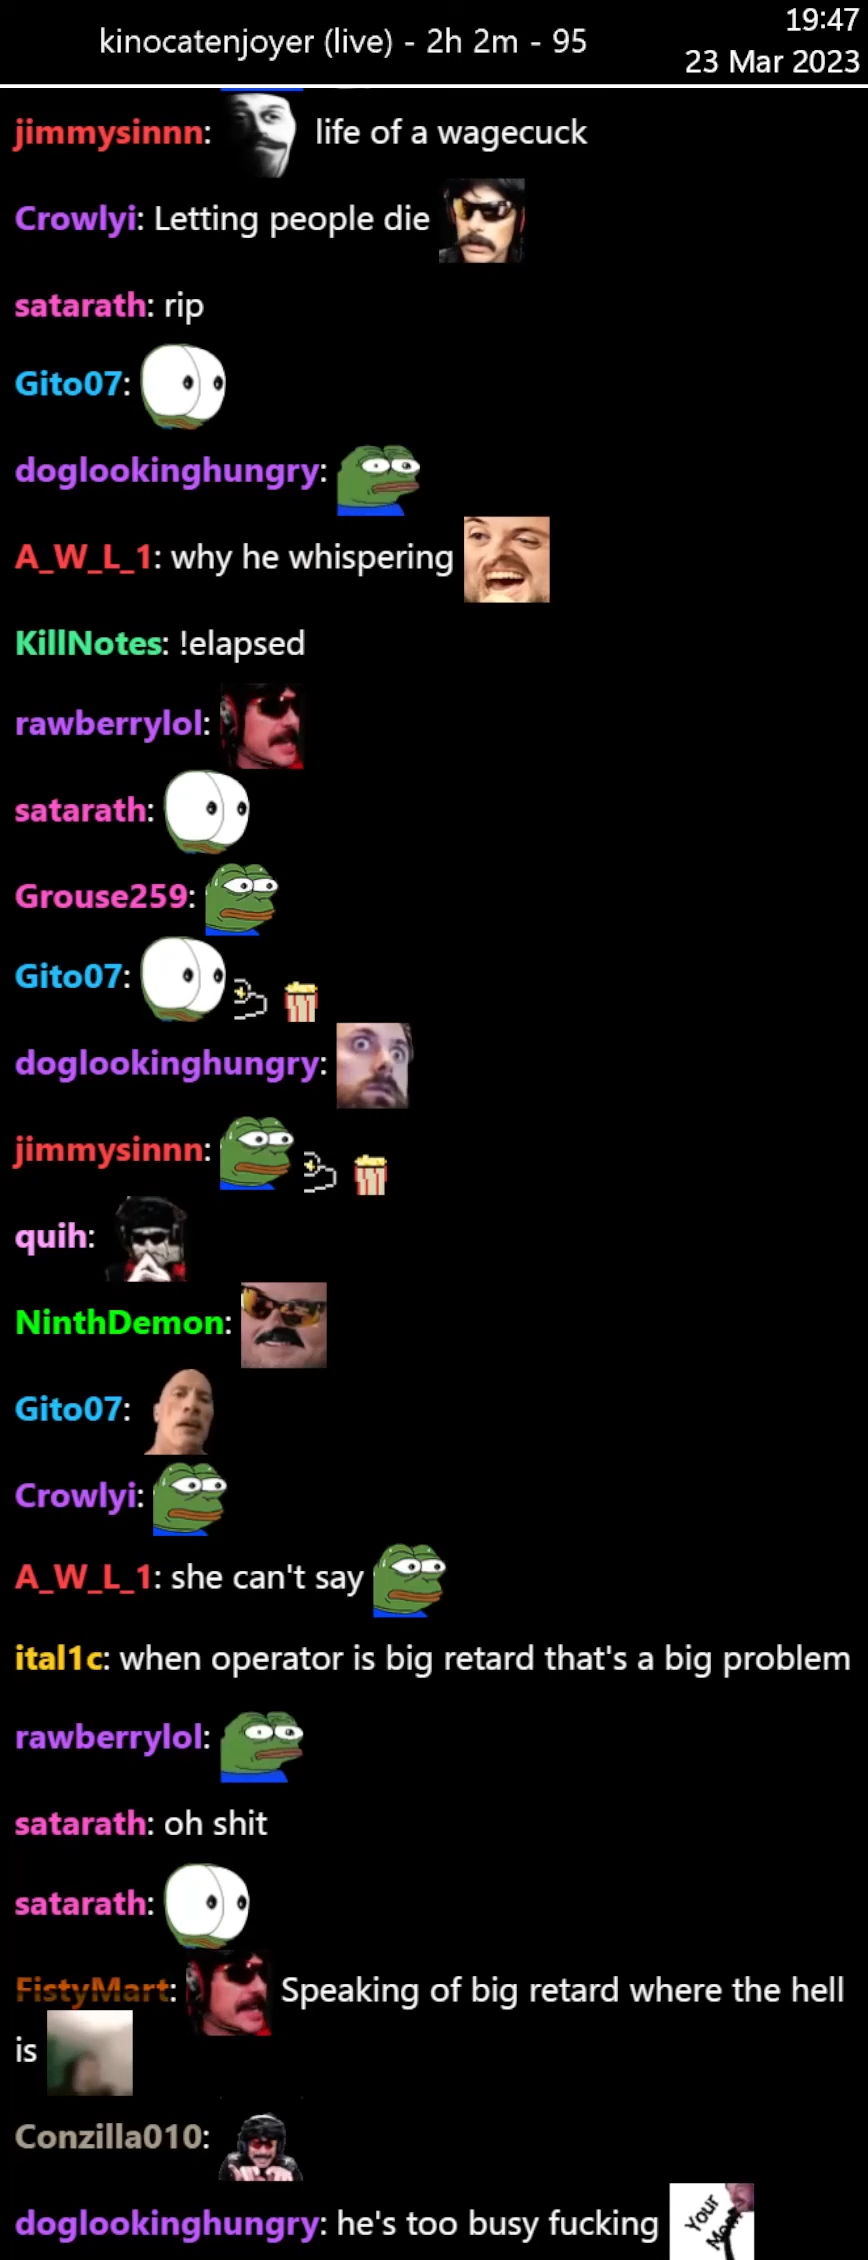 kinocatenjoyer (live) - 2h 2m - 95
19:47
23 Mar 2023
jimmysinnn: life of a wagecuck
Crowlyi: Letting people die
satarath: rip
Gito07:
doglookinghungry:
A_W_L_1: why he whispering
KillNotes: !elapsed
rawberrylol:
satarath:
Grouse259:
Gito07:
doglookinghungry:
jimmysinnn:
quih:
NinthDemon:
Gito07:
Crowlyi:
A_W_L_1: she can't say
ital1c: when operator is big retard that's a big problem
rawberrylol:
satarath: oh shit
satarath:
FistyMart: Speaking of big retard where the hell
is
Conzilla010:
doglookinghungry: he's too busy fucking Your
Mom